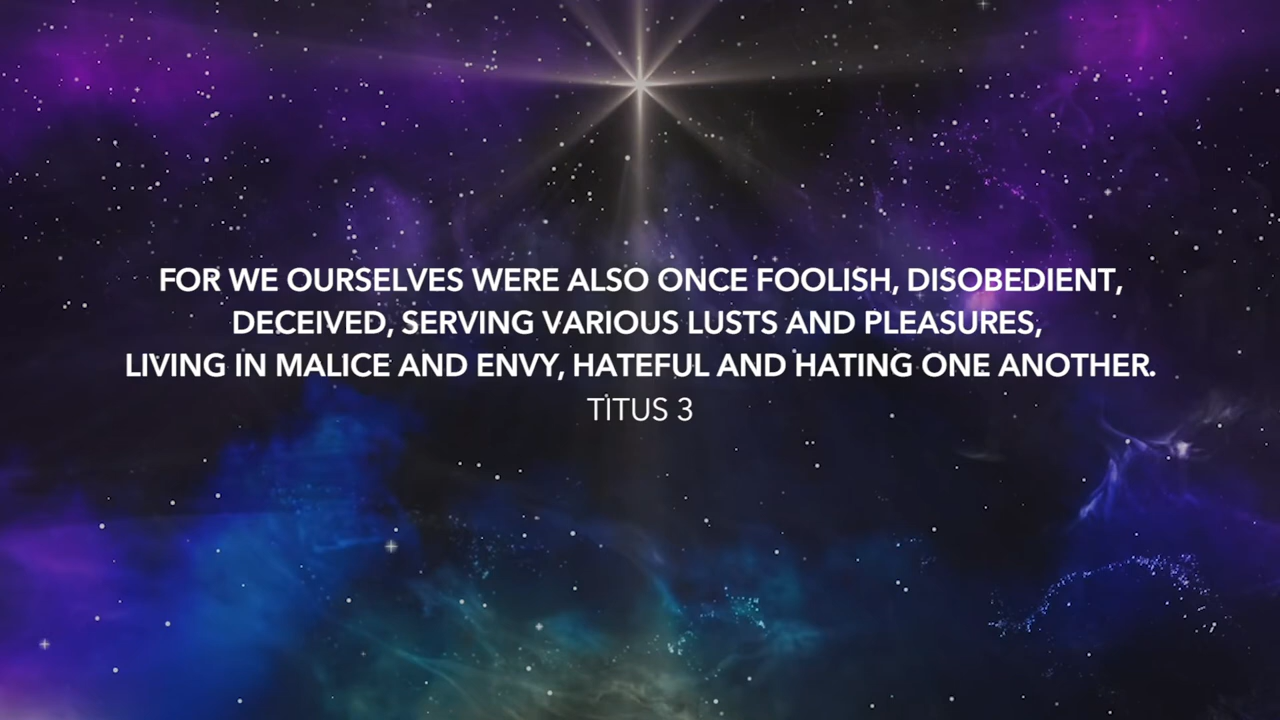 FOR WE OURSELVES WERE ALSO ONCE FOOLISH, DISOBEDIENT,
DECEIVED, SERVING VARIOUS LUSTS AND PLEASURES,
LIVING IN MALICE AND ENVY, HATEFUL AND HATING ONE ANOTHER.
TITUS 3